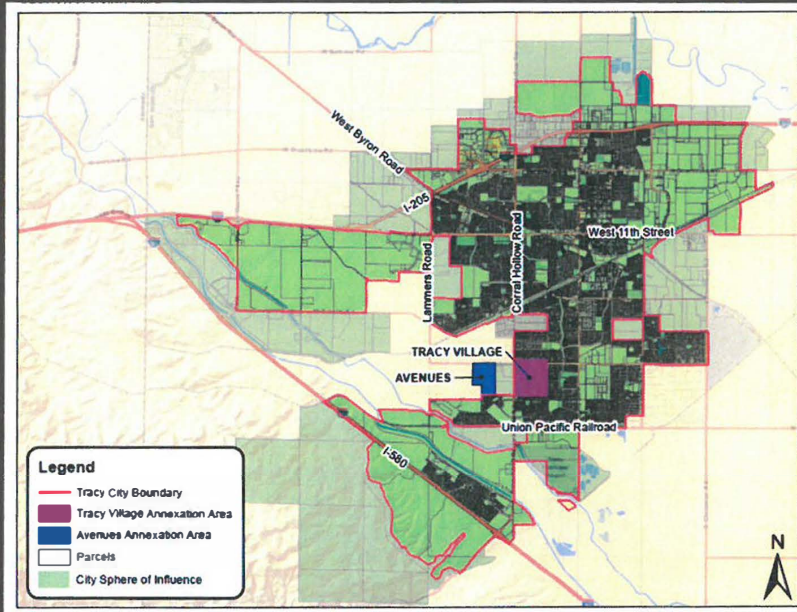 West Byron Road
I-205
Lammers Road
Corral Hollow Road
West 11th Street
TRACY VILLAGE
AVENUES
Union Pacific Railroad
I-580
Legend
Tracy City Boundary
Tracy Village Annexation Area
Avenues Annexation Area
Parcels
City Sphere of Influence
N